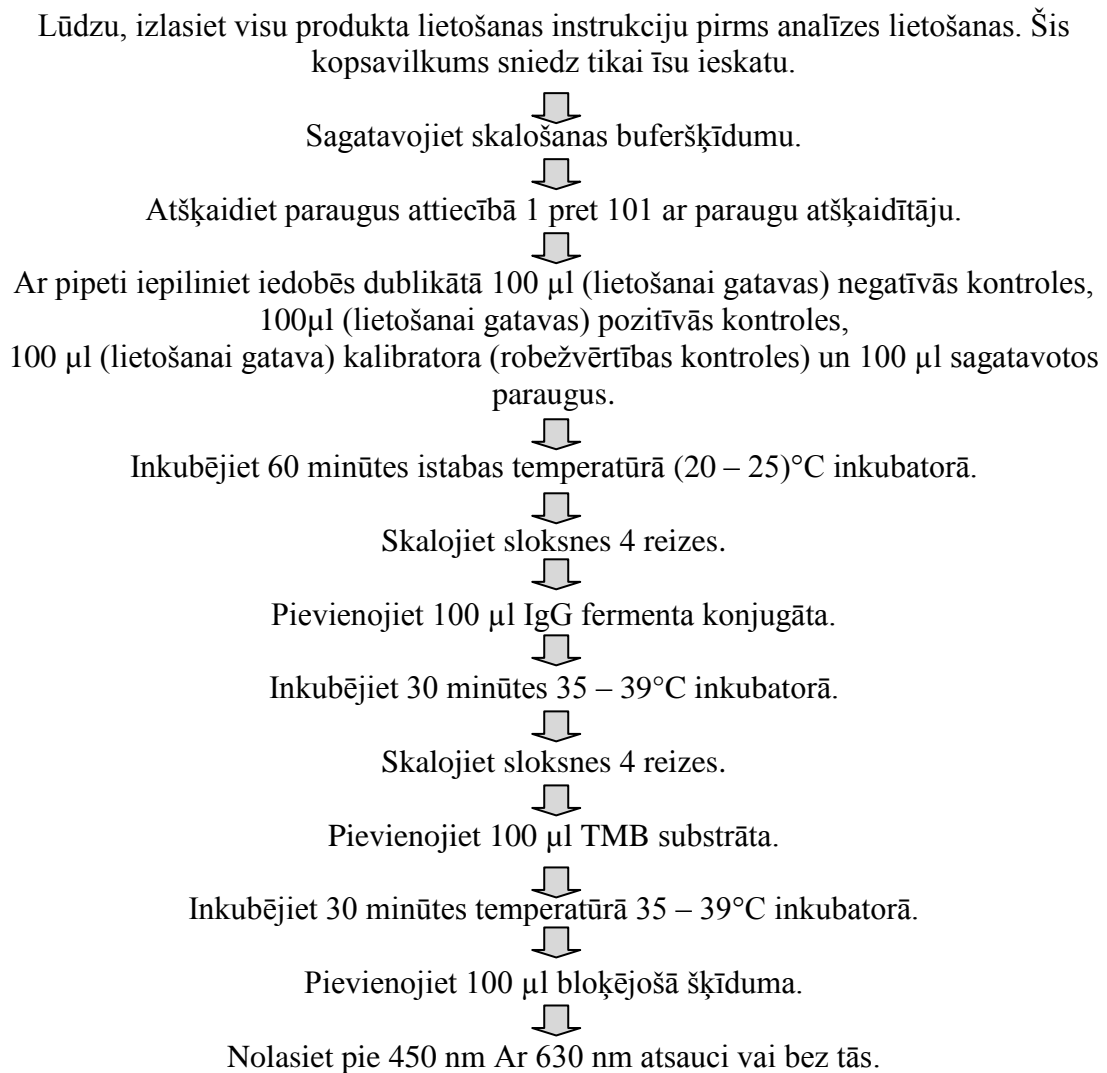 Lūdzu, izlasiet visu produkta lietošanas instrukciju pirms analīzes lietošanas. Šis
kopsavilkums sniedz tikai īsu ieskatu.
Sagatavojiet skalošanas buferšķīdumu.
Atšķaidiet paraugus attiecībā 1 pret 101 ar paraugu atšķaidītāju.
Ar pipeti iepiliniet iedobēs dublikātā 100 µl (lietošanai gatavas) negatīvās kontroles,
100µl (lietošanai gatavas) pozitīvās kontroles,
100 µl (lietošanai gatava) kalibratora (robežvērtības kontroles) un 100 µl sagatavotos
paraugus.
Inkubējiet 60 minūtes istabas temperatūrā (20 – 25)°C inkubatorā.
Skalojiet sloksnes 4 reizes.
Pievienojiet 100 µl IgG fermenta konjugāta.
Inkubējiet 30 minūtes 35 – 39°C inkubatorā.
Skalojiet sloksnes 4 reizes.
Pievienojiet 100 µl TMB substrāta.
Inkubējiet 30 minūtes temperatūrā 35 – 39°C inkubatorā.
Pievienojiet 100 µl bloķējošā šķīduma.
Nolasiet pie 450 nm Ar 630 nm atsauci vai bez tās.